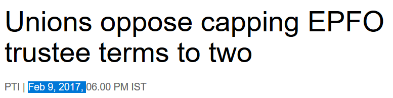 Unions oppose capping EPFO
trustee terms to two
PTI | Feb 9, 2017, 06.00 PM IST